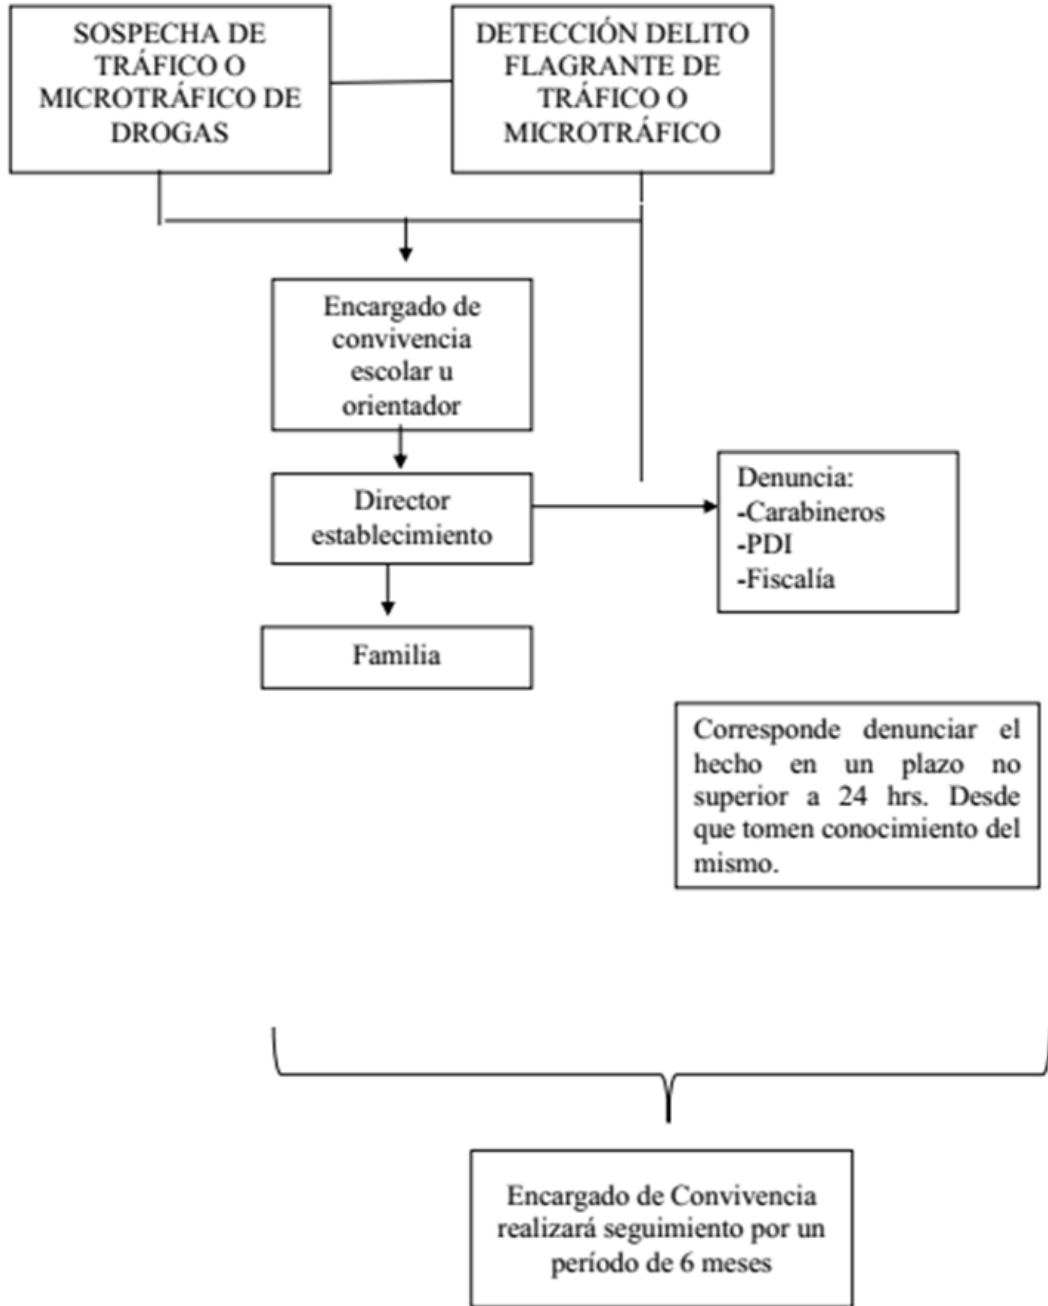 SOSPECHA DE
TRÁFICO O
MICROTRÁFICO DE
DROGAS
DETECCIÓN DELITO
FLAGRANTE DE
TRÁFICO O
MICROTRÁFICO
Encargado de
convivencia
escolar u
orientador
Director
establecimiento
Denuncia:
-Carabineros
-PDI
-Fiscalía
Familia
Corresponde denunciar el
hecho en un plazo no
superior a 24 hrs. Desde
que tomen conocimiento del
mismo.
Encargado de Convivencia
realizará seguimiento por un
período de 6 meses